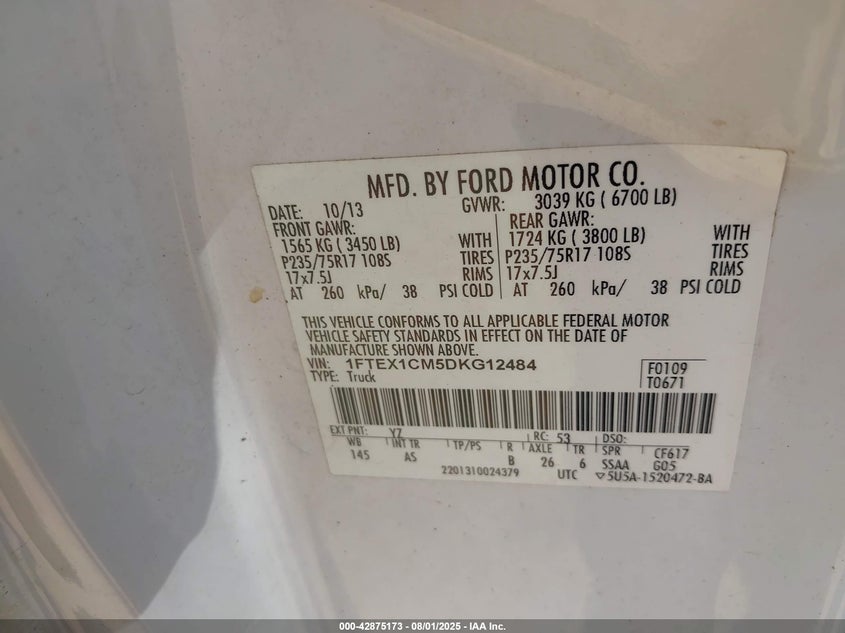 MFD. BY FORD MOTOR CO.
DATE: 10/13 GVWR: 3039 KG ( 6700 LB)
FRONT GAWR: REAR GAWR:
1565 KG ( 3450 LB) WITH 1724 KG ( 3800 LB) WITH
P235/75R17 108S TIRES P235/75R17 108S TIRES
17x7.5J RIMS 17x7.5J RIMS
AT 260 kPa/ 38 PSI COLD AT 260 kPa/ 38 PSI COLD
THIS VEHICLE CONFORMS TO ALL APPLICABLE FEDERAL MOTOR
VEHICLE SAFETY STANDARDS IN EFFECT ON THE DATE OF
MANUFACTURE SHOWN ABOVE.
VIN: 1FTEX1CM5DKG12484 F0109
TYPE: Truck T0671
EXT PNT: YZ RC: 53 DSO:
WB INT TR TP/PS R AXLE TR SPR CF617
145 AS B 26 6 SSAA G05
2201310024379 UTC ▽5U5A-1520472-BA
000-42875173 - 08/01/2025 - IAA Inc.